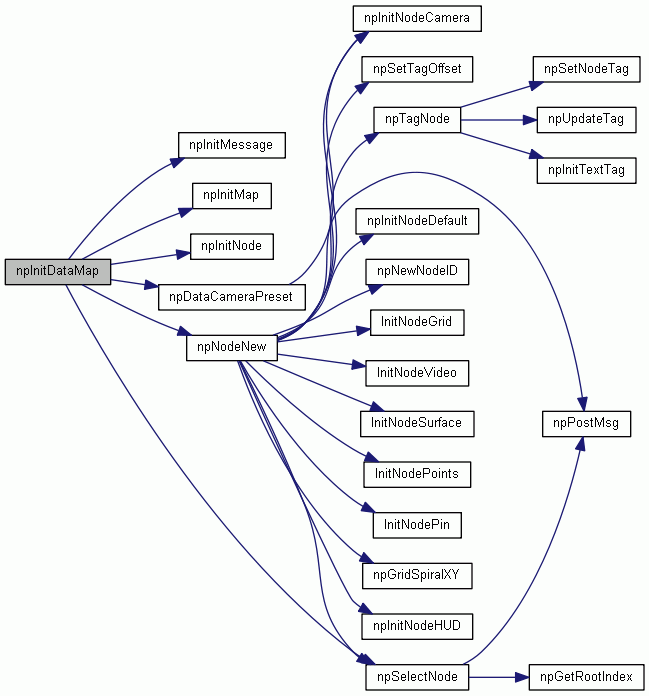 npInitNodeCamera
npSetTagOffset
npSetNodeTag
npTagNode
npUpdateTag
npInitMessage
npInitTextTag
npInitMap
npInitNodeDefault
npInitNode
npInitDataMap
npNewNodeID
npDataCameraPreset
InitNodeGrid
npNodeNew
InitNodeVideo
InitNodeSurface
npPostMsg
InitNodePoints
InitNodePin
npGridSpiralXY
npInitNodeHUD
npSelectNode
npGetRootIndex